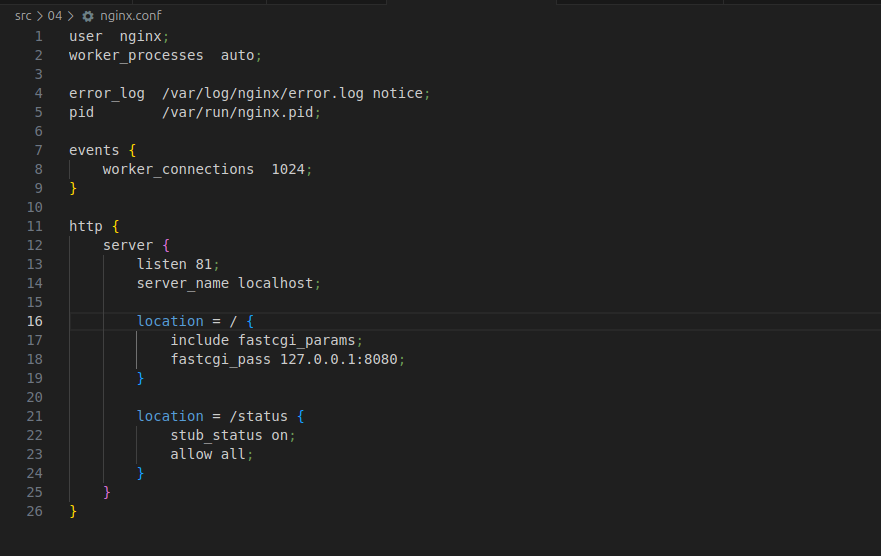 src > 04 > nginx.conf
1 user  nginx;
2 worker_processes  auto;
3
4 error_log  /var/log/nginx/error.log notice;
5 pid        /var/run/nginx.pid;
6
7 events {
8     worker_connections  1024;
9 }
10
11 http {
12     server {
13         listen 81;
14         server_name localhost;
15
16         location = / {
17             include fastcgi_params;
18             fastcgi_pass 127.0.0.1:8080;
19         }
20
21         location = /status {
22             stub_status on;
23             allow all;
24         }
25     }
26 }